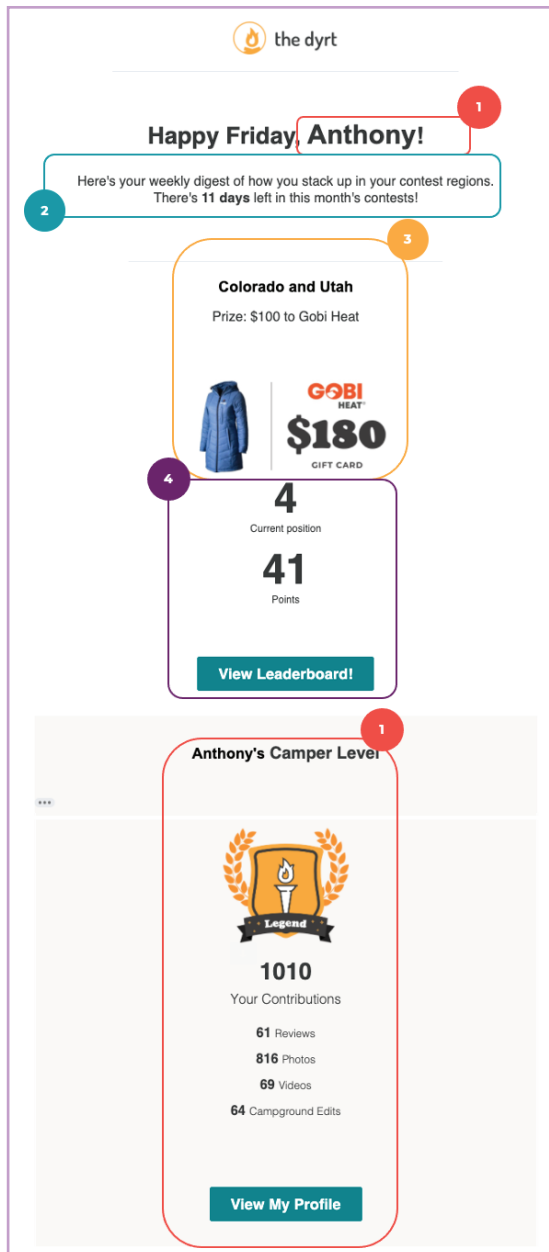 the dyrt
1
Happy Friday, Anthony!
Here's your weekly digest of how you stack up in your contest regions.
There's 11 days left in this month's contests!
2
3
Colorado and Utah
Prize: $100 to Gobi Heat
GOBI
HEAT®
$180
GIFT CARD
4
4
Current position
41
Points
View Leaderboard!
1
Anthony's Camper Level
•••
Legend
1010
Your Contributions
61 Reviews
816 Photos
69 Videos
64 Campground Edits
View My Profile